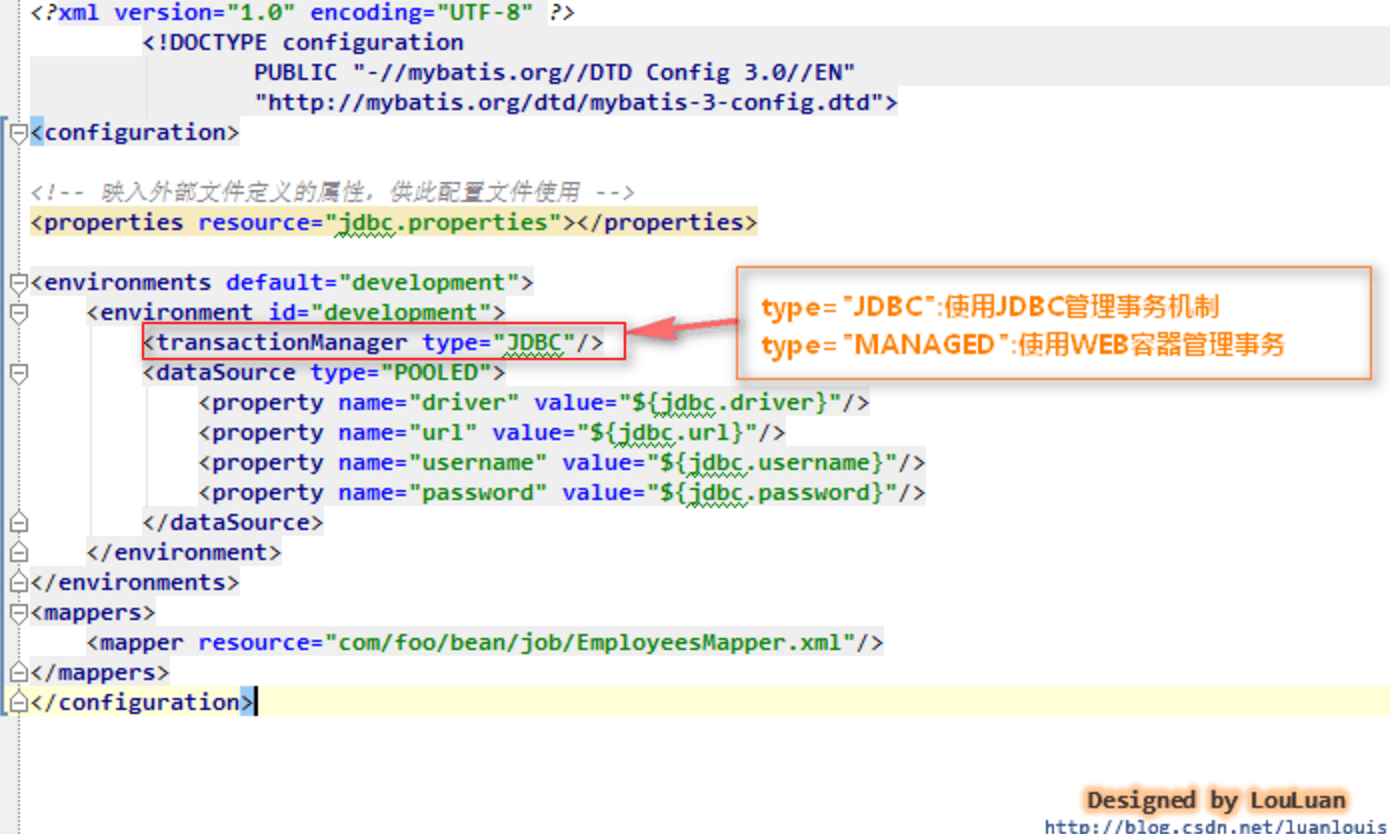 <?xml version="1.0" encoding="UTF-8" ?>
<!DOCTYPE configuration
PUBLIC "-//mybatis.org//DTD Config 3.0//EN"
"http://mybatis.org/dtd/mybatis-3-config.dtd">
<configuration>
<!-- 映入外部文件定义的属性，供此配置文件使用 -->
<properties resource="jdbc.properties"></properties>
<environments default="development">
<environment id="development">
<transactionManager type="JDBC"/>
<dataSource type="POOLED">
<property name="driver" value="${jdbc.driver}"/>
<property name="url" value="${jdbc.url}"/>
<property name="username" value="${jdbc.username}"/>
<property name="password" value="${jdbc.password}"/>
</dataSource>
</environment>
</environments>
<mappers>
<mapper resource="com/foo/bean/job/EmployeesMapper.xml"/>
</mappers>
</configuration>
type="JDBC":使用JDBC管理事务机制
type="MANAGED":使用WEB容器管理事务
Designed by LouLuan
http://blog.csdn.net/luanlouis